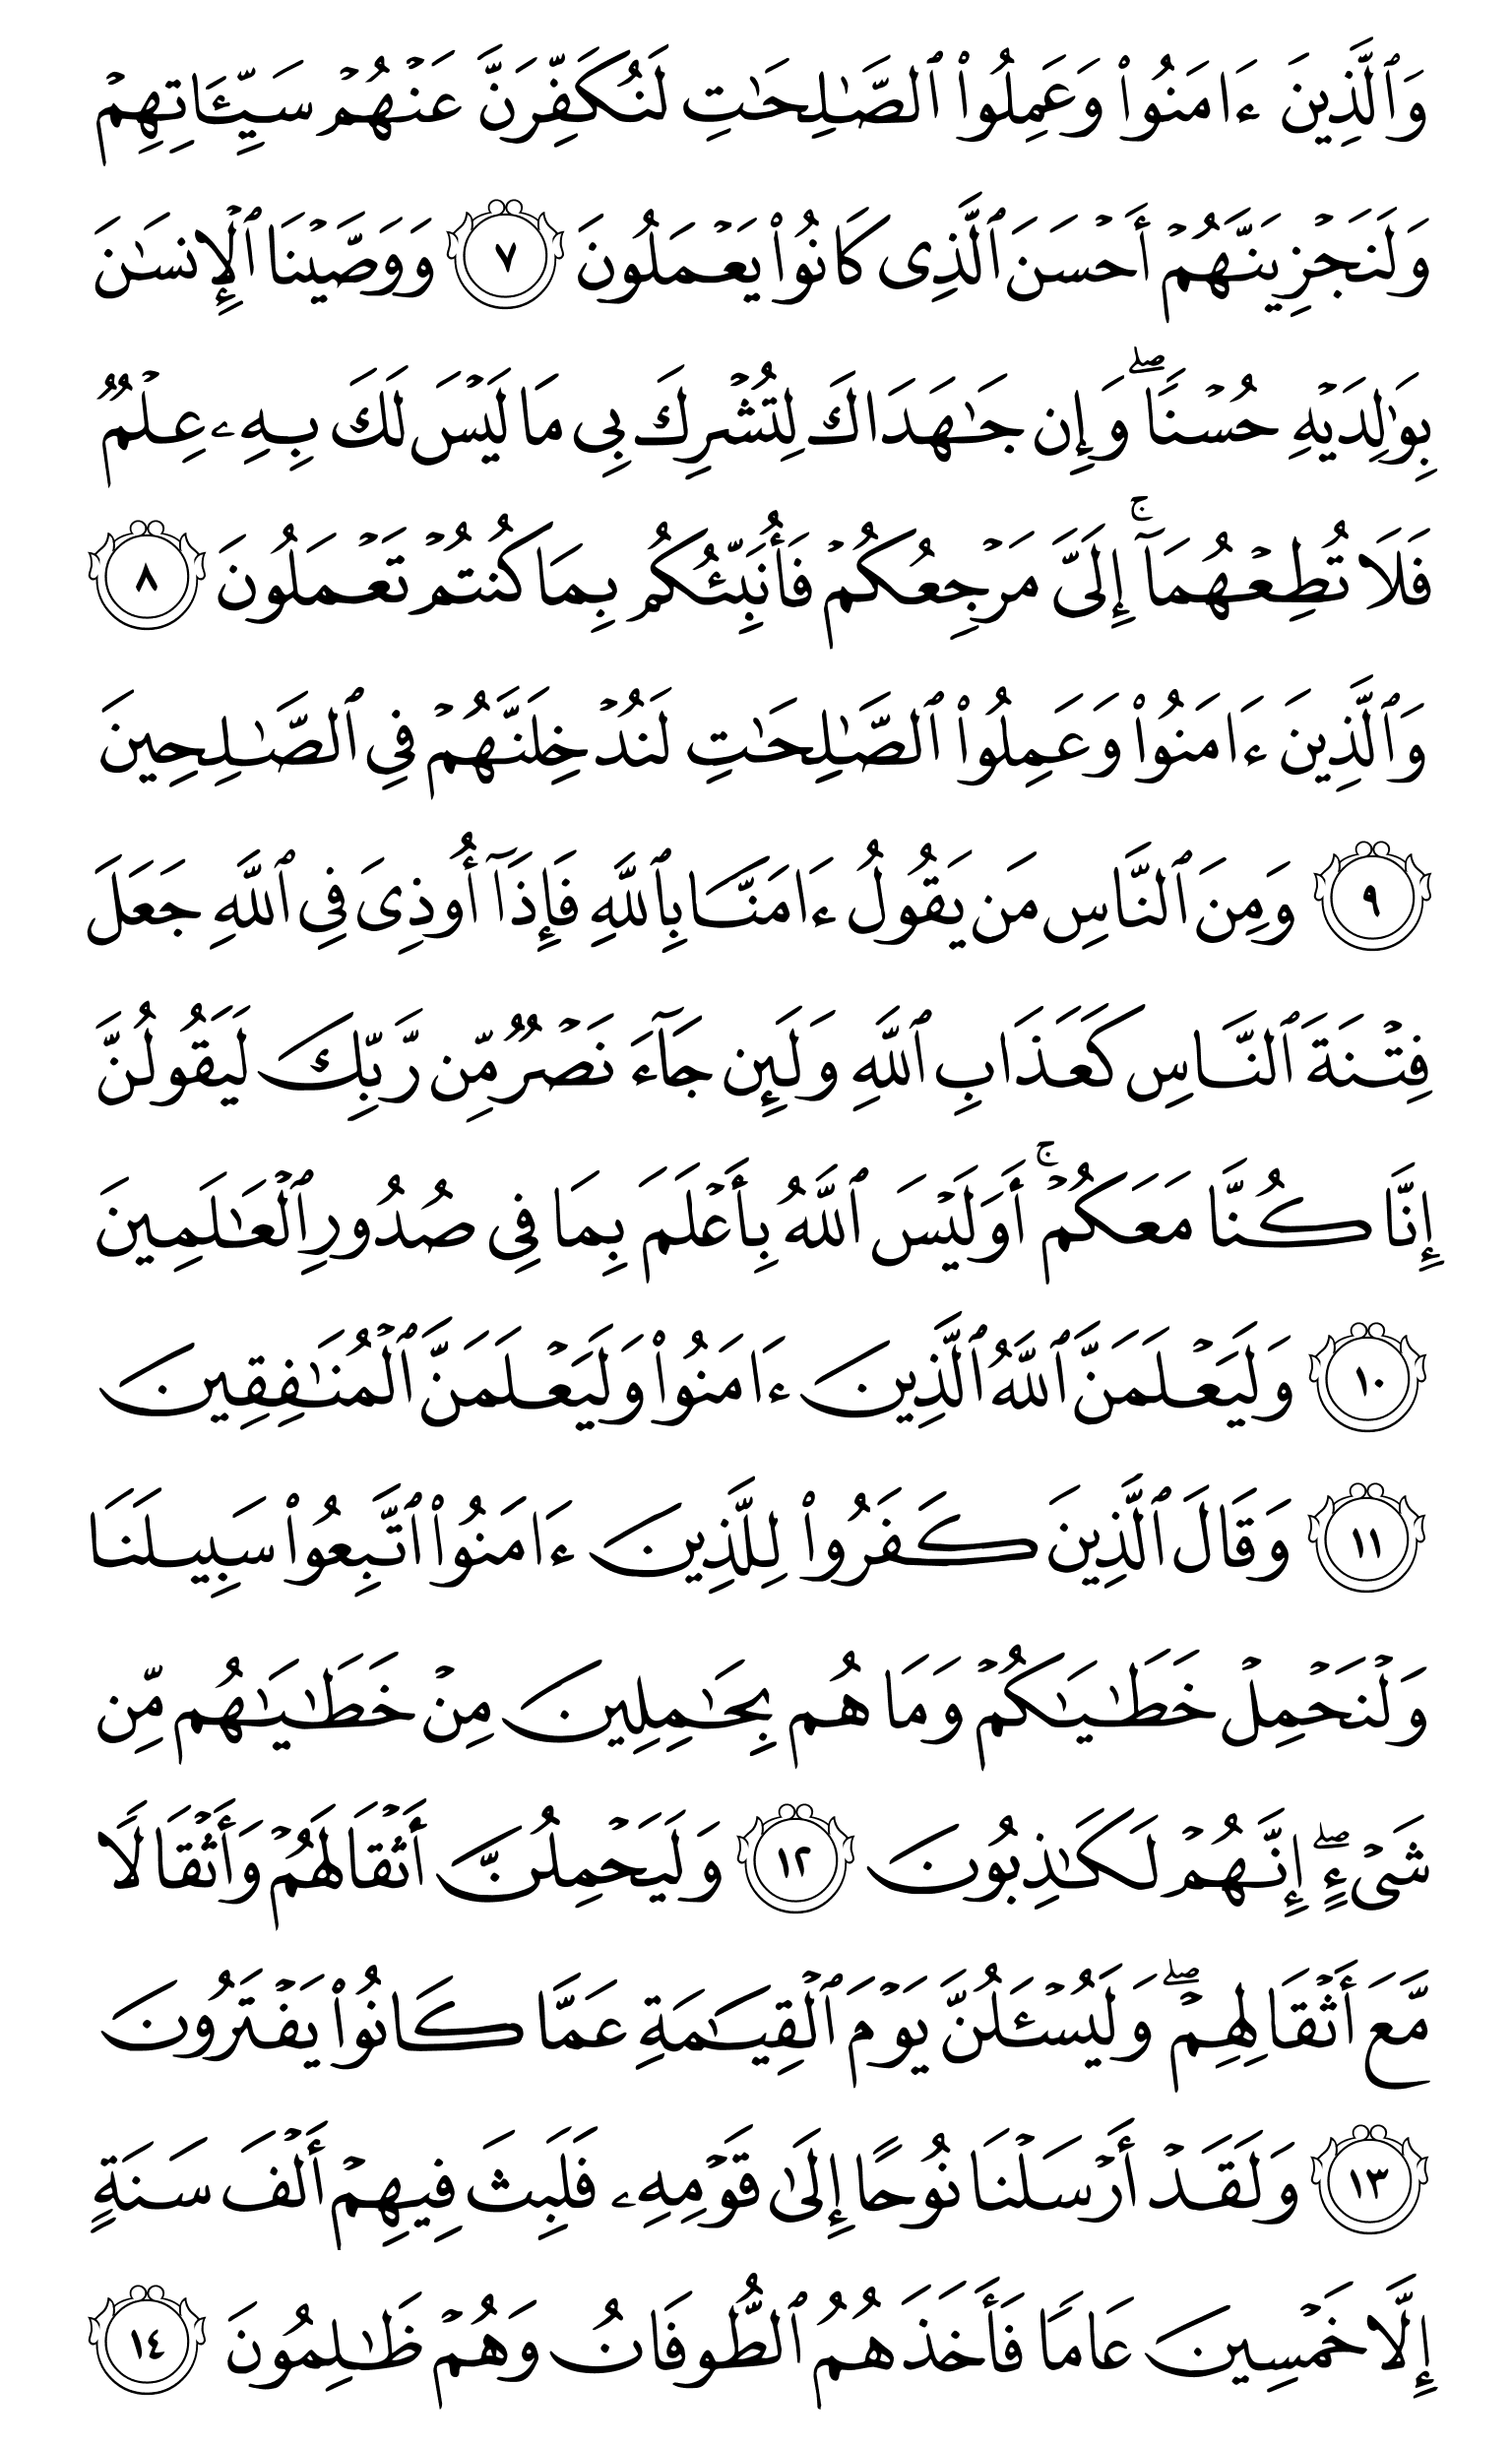 وَٱلَّذِينَ ءَامَنُوا۟ وَعَمِلُوا۟ ٱلصَّـٰلِحَـٰتِ لَنُكَفِّرَنَّ عَنْهُمْ سَيِّـَٔاتِهِمْ
وَلَنَجْزِيَنَّهُمْ أَحْسَنَ ٱلَّذِى كَانُوا۟ يَعْمَلُونَ ٧ وَوَصَّيْنَا ٱلْإِنسَـٰنَ
بِوَٰلِدَيْهِ حُسْنًا ۖ وَإِن جَـٰهَدَاكَ لِتُشْرِكَ بِى مَا لَيْسَ لَكَ بِهِۦ عِلْمٌ
فَلَا تُطِعْهُمَآ ۚ إِلَىَّ مَرْجِعُكُمْ فَأُنَبِّئُكُم بِمَا كُنتُمْ تَعْمَلُونَ ٨
وَٱلَّذِينَ ءَامَنُوا۟ وَعَمِلُوا۟ ٱلصَّـٰلِحَـٰتِ لَنُدْخِلَنَّهُمْ فِى ٱلصَّـٰلِحِينَ
٩ وَمِنَ ٱلنَّاسِ مَن يَقُولُ ءَامَنَّا بِٱللَّهِ فَإِذَآ أُوذِىَ فِى ٱللَّهِ جَعَلَ
فِتْنَةَ ٱلنَّاسِ كَعَذَابِ ٱللَّهِ وَلَئِن جَآءَ نَصْرٌ مِّن رَّبِّكَ لَيَقُولُنَّ
إِنَّا كُنَّا مَعَكُمْ ۚ أَوَلَيْسَ ٱللَّهُ بِأَعْلَمَ بِمَا فِى صُدُورِ ٱلْعَـٰلَمِينَ
١٠ وَلَيَعْلَمَنَّ ٱللَّهُ ٱلَّذِينَ ءَامَنُوا۟ وَلَيَعْلَمَنَّ ٱلْمُنَـٰفِقِينَ
١١ وَقَالَ ٱلَّذِينَ كَفَرُوا۟ لِلَّذِينَ ءَامَنُوا۟ ٱتَّبِعُوا۟ سَبِيلَنَا
وَلْنَحْمِلْ خَطَـٰيَـٰكُمْ وَمَا هُم بِحَـٰمِلِينَ مِنْ خَطَـٰيَـٰهُم مِّن
شَىْءٍ ۖ إِنَّهُمْ لَكَـٰذِبُونَ ١٢ وَلَيَحْمِلُنَّ أَثْقَالَهُمْ وَأَثْقَالًا
مَّعَ أَثْقَالِهِمْ ۖ وَلَيُسْـَٔلُنَّ يَوْمَ ٱلْقِيَـٰمَةِ عَمَّا كَانُوا۟ يَفْتَرُونَ
١٣ وَلَقَدْ أَرْسَلْنَا نُوحًا إِلَىٰ قَوْمِهِۦ فَلَبِثَ فِيهِمْ أَلْفَ سَنَةٍ
إِلَّا خَمْسِينَ عَامًا فَأَخَذَهُمُ ٱلطُّوفَانُ وَهُمْ ظَـٰلِمُونَ ١٤